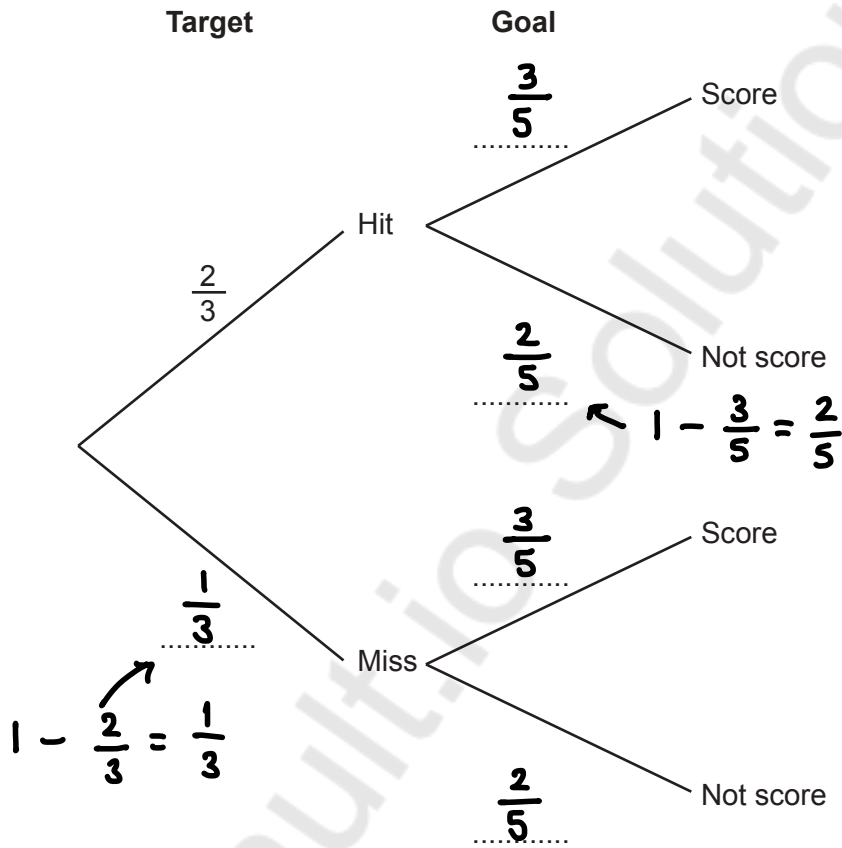 Target Goal
3/5
Score
Hit
2/3
2/5
Not score
1 - 3/5 = 2/5
3/5
Score
1/3
Miss
1 - 2/3 = 1/3
2/5
Not score